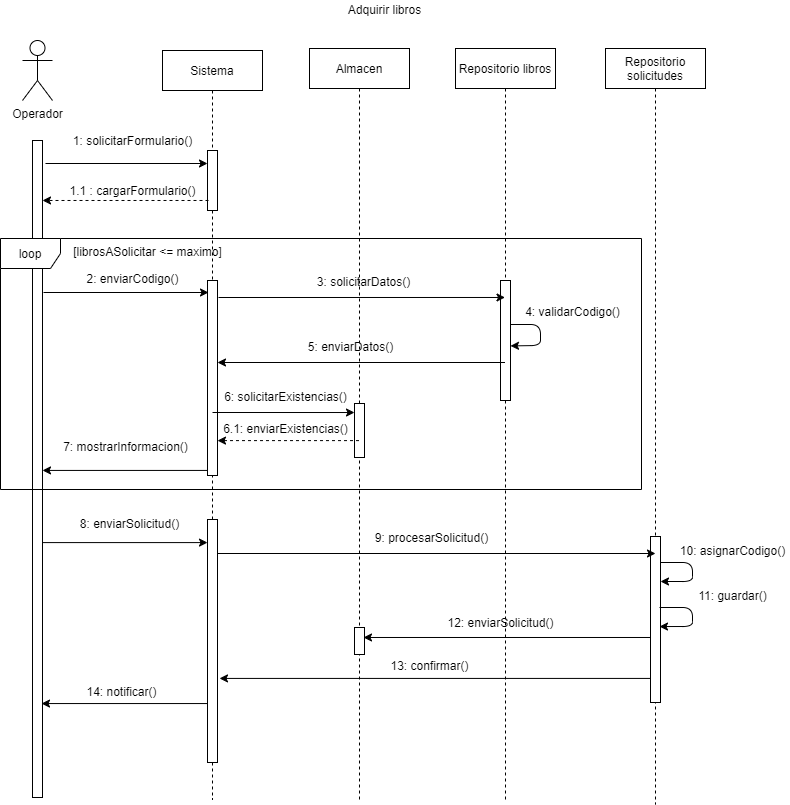 Adquirir libros
Operador
Sistema
Almacen
Repositorio libros
Repositorio
solicitudes
1: solicitarFormulario()
1.1 : cargarFormulario()
loop
[librosASolicitar <= maximo]
2: enviarCodigo()
3: solicitarDatos()
4: validarCodigo()
5: enviarDatos()
6: solicitarExistencias()
6.1: enviarExistencias()
7: mostrarInformacion()
8: enviarSolicitud()
9: procesarSolicitud()
10: asignarCodigo()
11: guardar()
12: enviarSolicitud()
13: confirmar()
14: notificar()